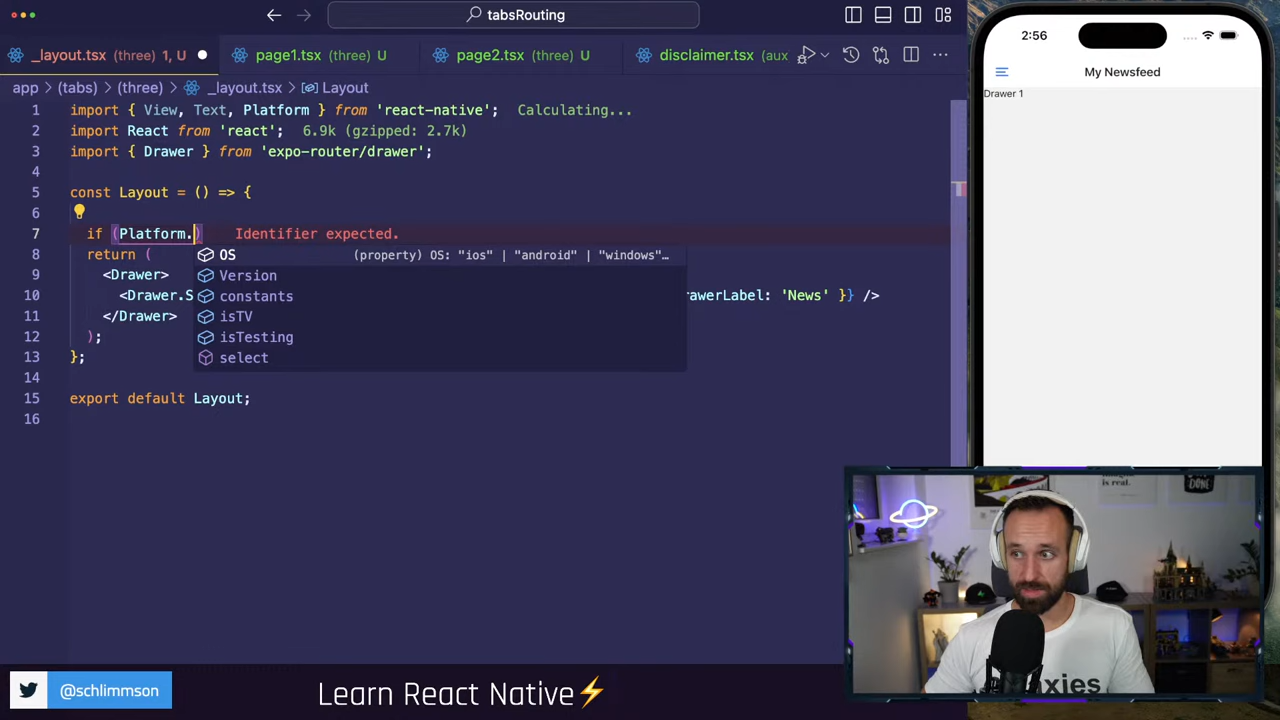 tabsRouting
_layout.tsx (three) 1, U
page1.tsx (three) U
page2.tsx (three) U
disclaimer.tsx (aux
app > (tabs) > (three) > _layout.tsx > Layout
1 import { View, Text, Platform } from 'react-native'; Calculating...
2 import React from 'react'; 6.9k (gzipped: 2.7k)
3 import { Drawer } from 'expo-router/drawer';
4
5 const Layout = () => {
6
7 if (Platform.) Identifier expected.
8 return (
OS (property) OS: "ios" | "android" | "windows"…
9 <Drawer>
Version
10 <Drawer.S rawerLabel: 'News' }} />
constants
11 </Drawer>
isTV
12 );
isTesting
13 };
select
14
15 export default Layout;
16
2:56
My Newsfeed
Drawer 1
is real.
DONE
@schlimmson
Learn React Native⚡